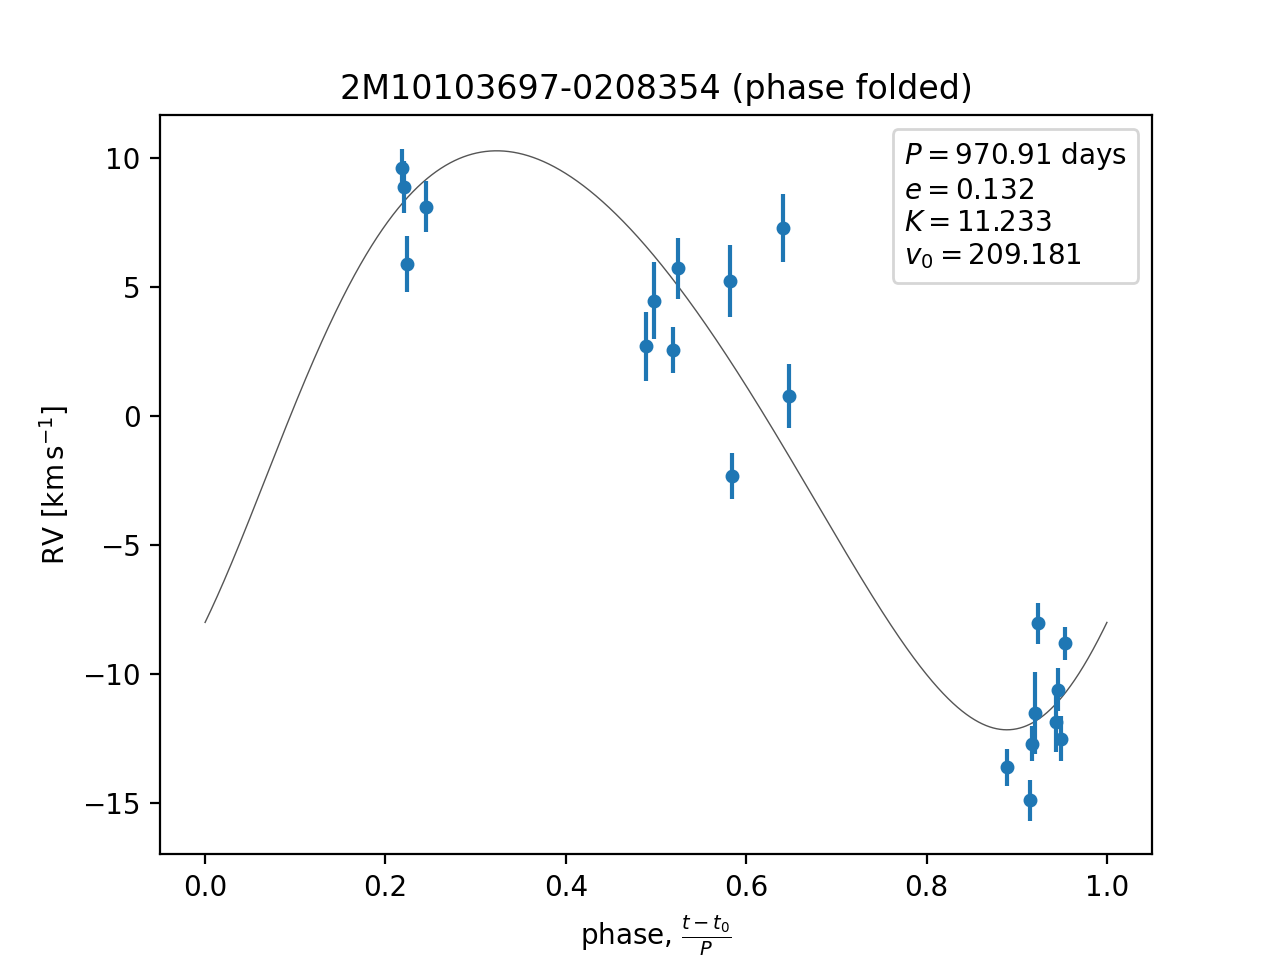 2M10103697-0208354 (phase folded)
P = 970.91 days
e = 0.132
K = 11.233
v₀ = 209.181
10
5
0
−5
−10
−15
RV [km s⁻¹]
0.0 0.2 0.4 0.6 0.8 1.0
phase, (t − t₀)/P